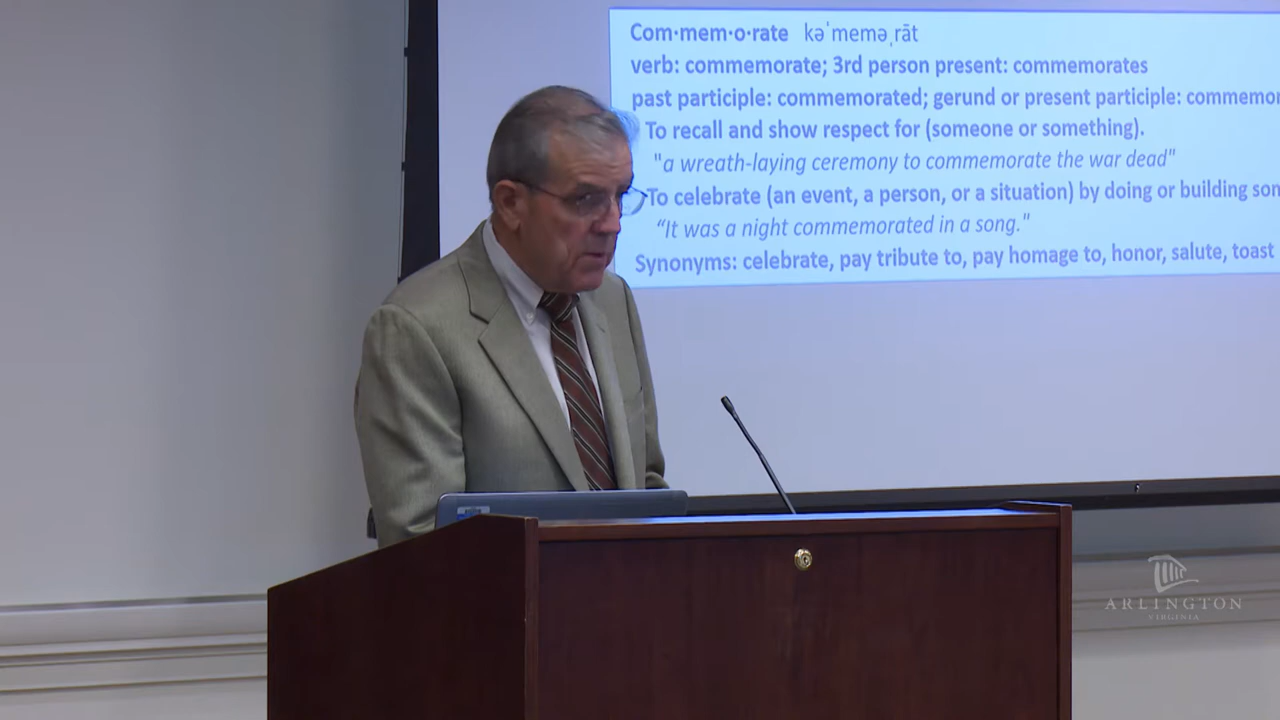 Com·mem·o·rate kəˈmeməˌrāt
verb: commemorate; 3rd person present: commemorates
past participle: commemorated; gerund or present participle: commemor
To recall and show respect for (someone or something).
"a wreath-laying ceremony to commemorate the war dead"
To celebrate (an event, a person, or a situation) by doing or building som
“It was a night commemorated in a song."
Synonyms: celebrate, pay tribute to, pay homage to, honor, salute, toast
ARLINGTON
VIRGINIA